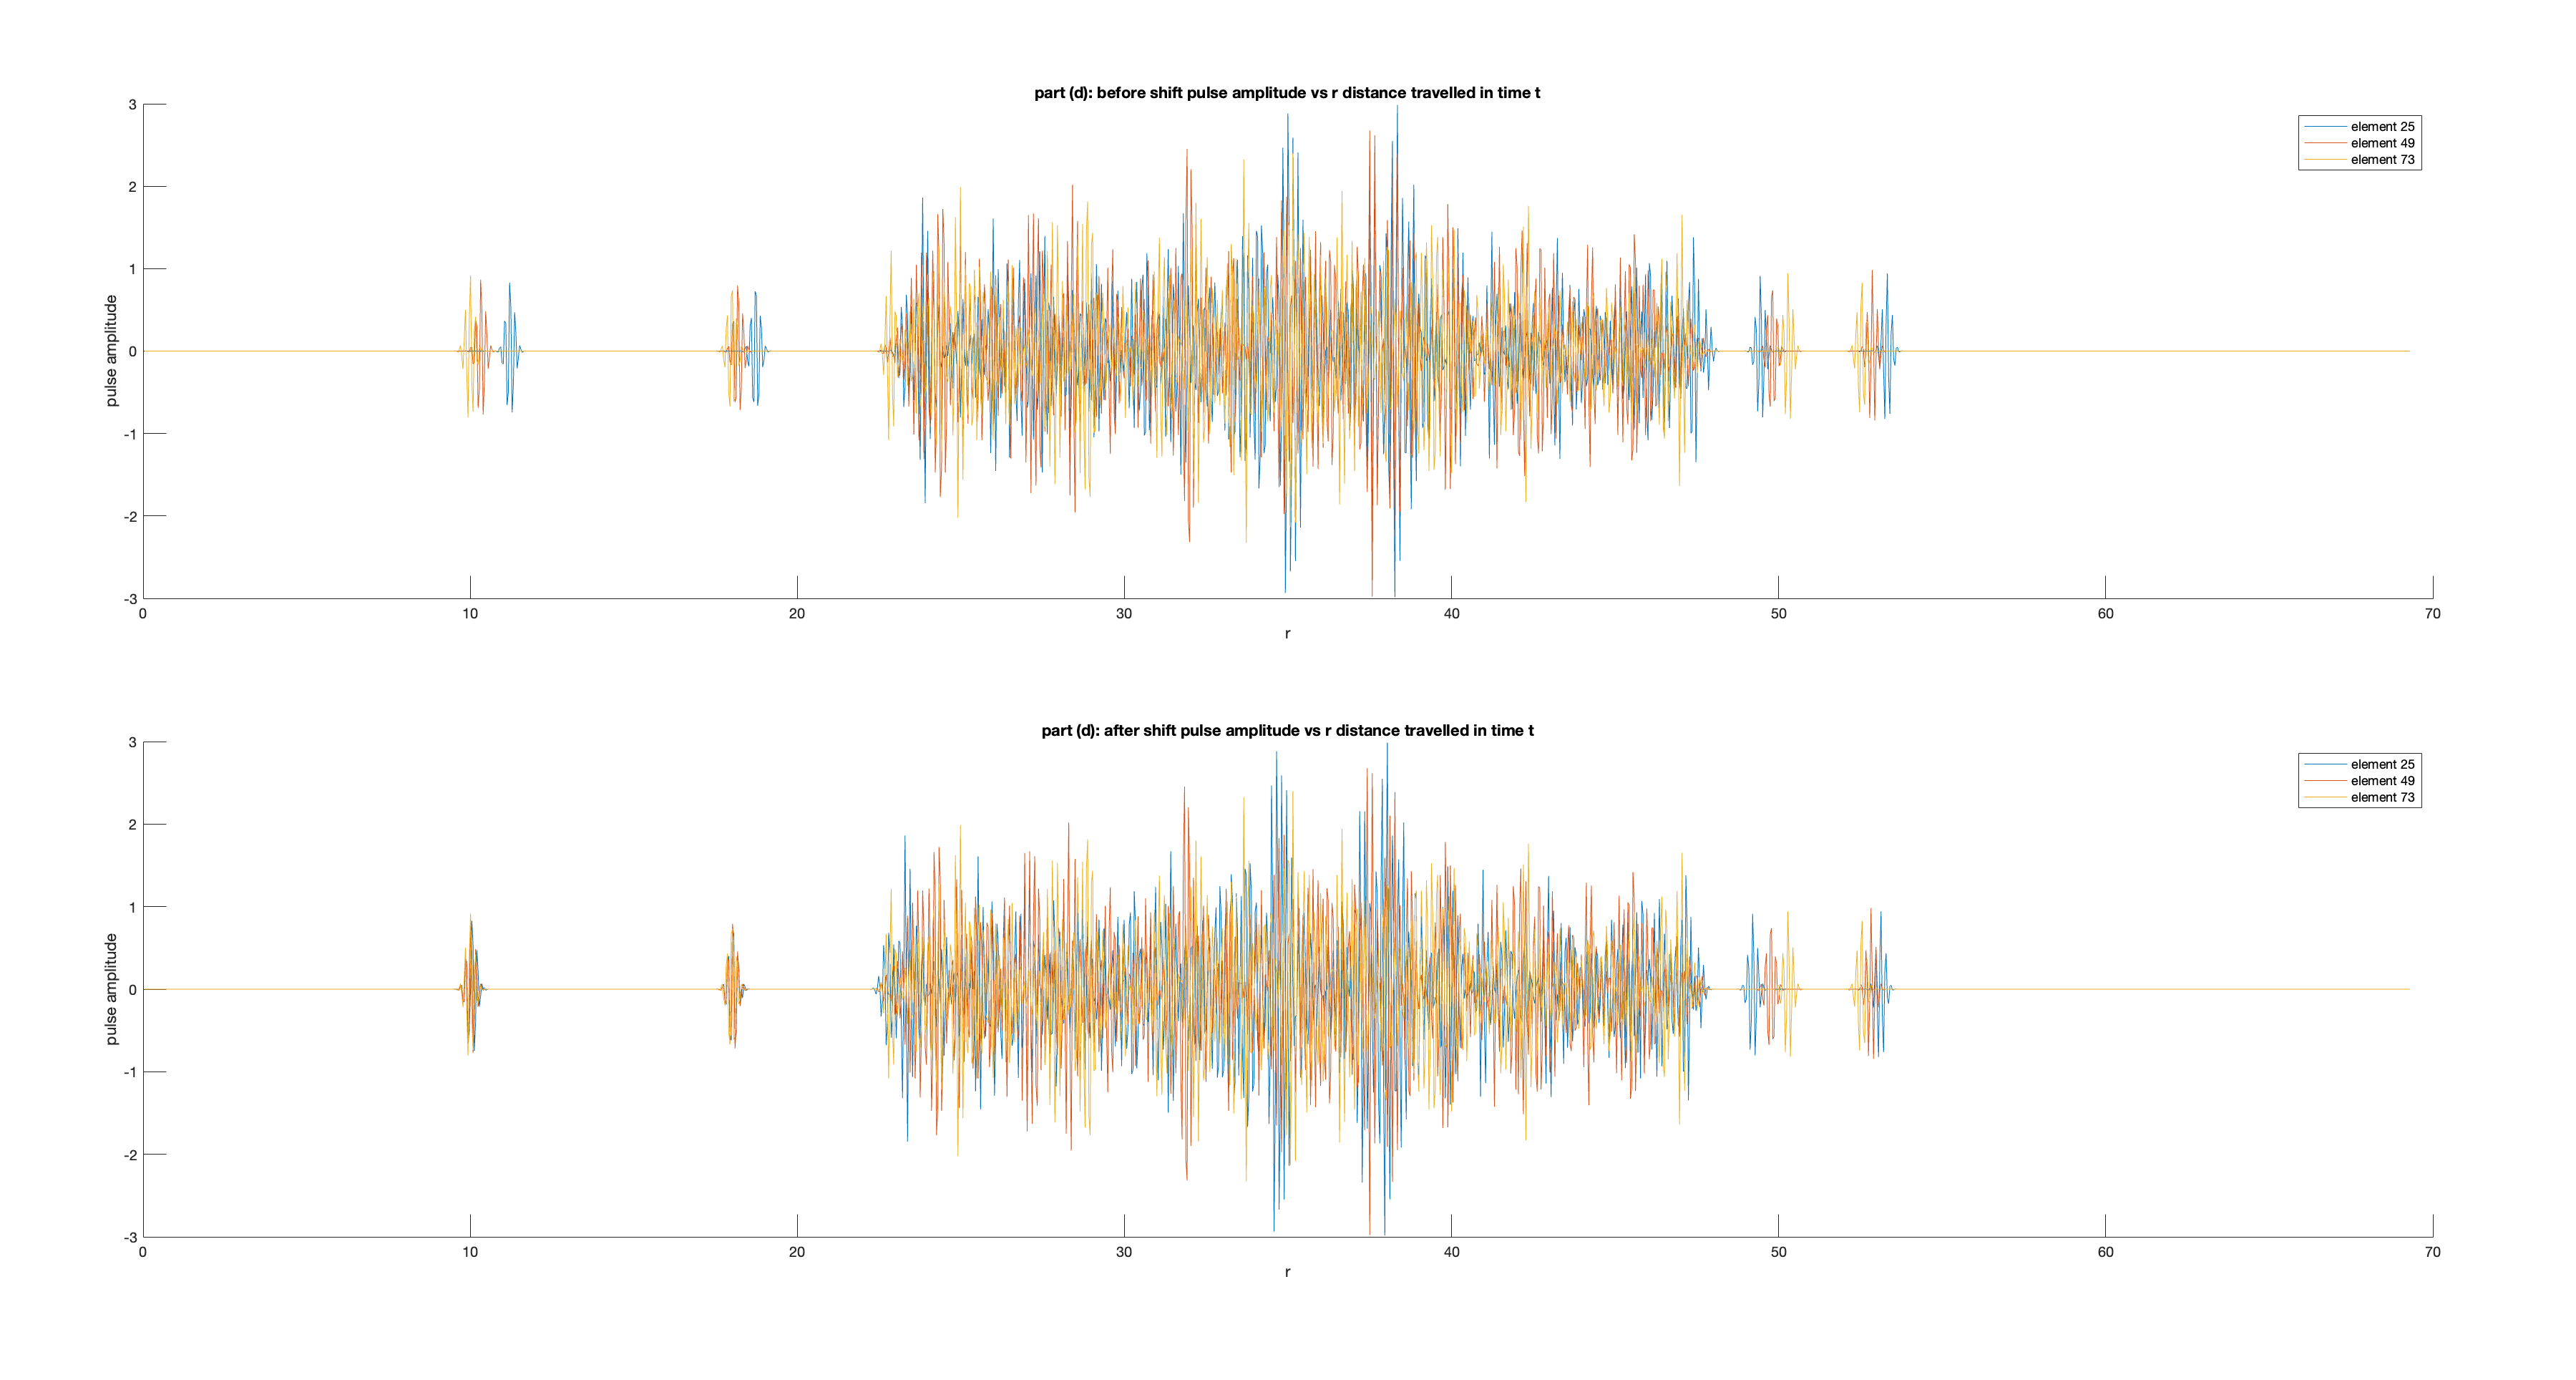 part (d): before shift pulse amplitude vs r distance travelled in time t
element 25
element 49
element 73
pulse amplitude
3
2
1
0
-1
-2
-3
0 10 20 30 40 50 60 70
r
part (d): after shift pulse amplitude vs r distance travelled in time t
element 25
element 49
element 73
pulse amplitude
3
2
1
0
-1
-2
-3
0 10 20 30 40 50 60 70
r